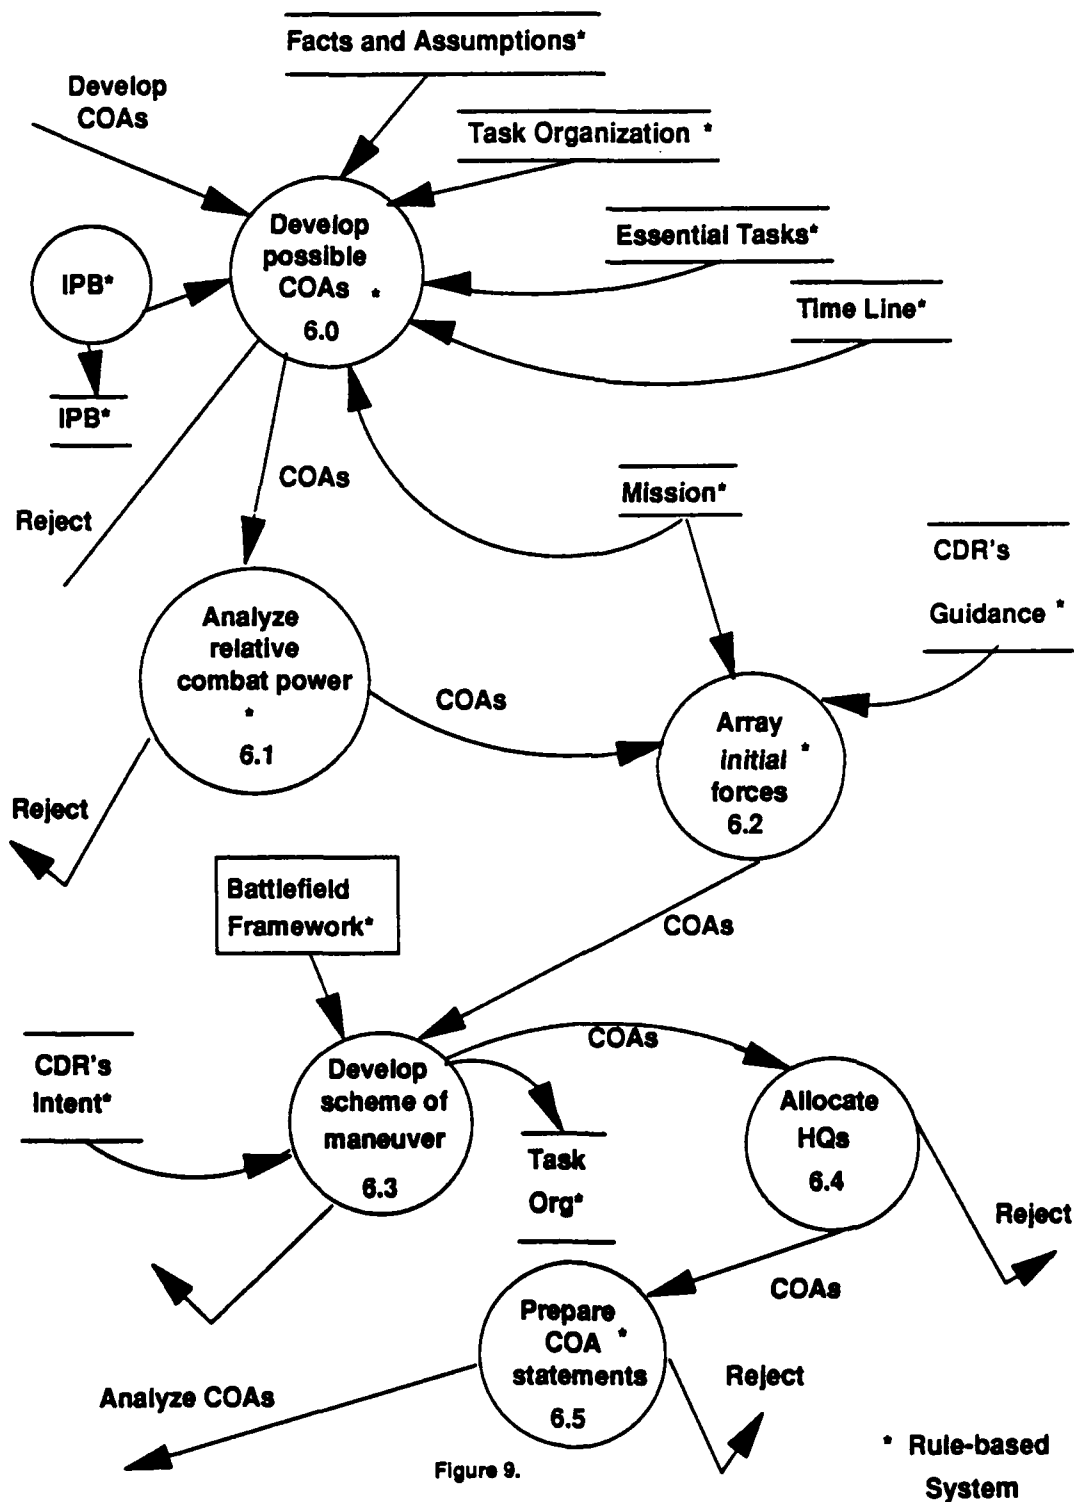 Facts and Assumptions*
Develop
COAs
Task Organization *
Develop
possible
COAs *
6.0
Essential Tasks*
IPB*
Time Line*
IPB*
COAs
Mission*
Reject
CDR's
Guidance *
Analyze
relative
combat power
*
6.1
COAs
Array
initial *
forces
6.2
Reject
Battlefield
Framework*
COAs
COAs
CDR's
Intent*
Develop
scheme of
maneuver
6.3
Allocate
HQs
6.4
Task
Org*
Reject
COAs
Prepare
COA *
statements
6.5
Reject
Analyze COAs
* Rule-based
System
Figure 9.